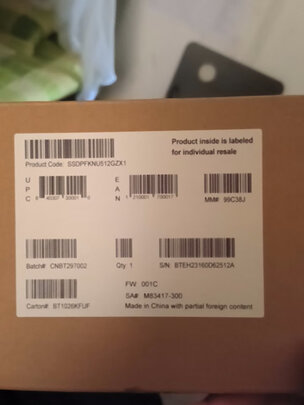 Product inside is labeled
for individual resale
Product Code: SSDPFKNU512GZX1
UPC
EAN
MM# 99C38J
Batch# CNBT297002
Qty 1
S/N: BTEH23160D62512A
FW: 001C
SA# M83417-300
Carton# BT1026KFUF
Made in China with partial foreign content